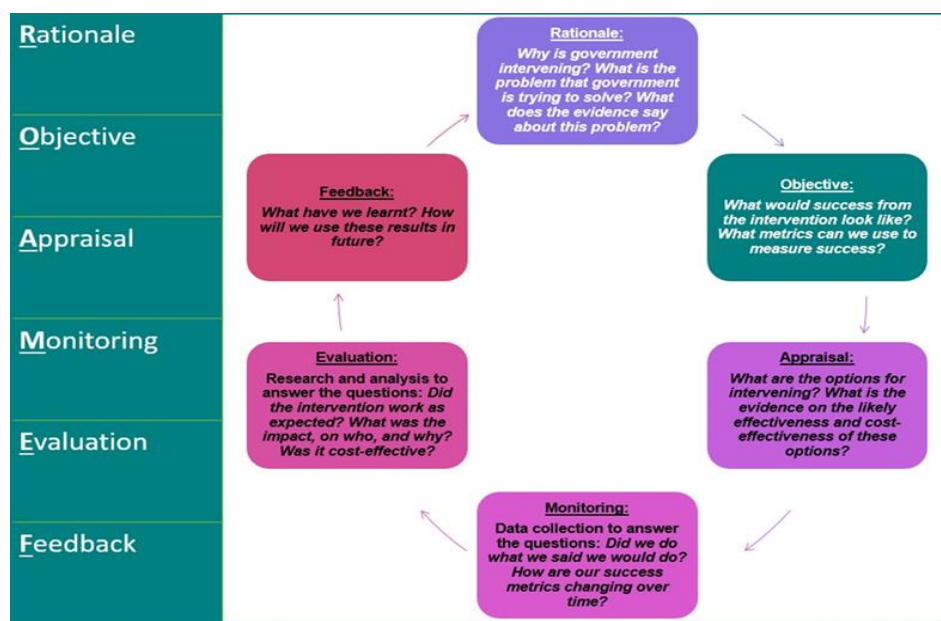 Rationale
Objective
Appraisal
Monitoring
Evaluation
Feedback
Rationale:
Why is government
intervening? What is the
problem that government
is trying to solve? What
does the evidence say
about this problem?
Objective:
What would success from
the intervention look like?
What metrics can we use to
measure success?
Appraisal:
What are the options for
intervening? What is the
evidence on the likely
effectiveness and cost-
effectiveness of these
options?
Monitoring:
Data collection to answer
the questions: Did we do
what we said we would do?
How are our success
metrics changing over
time?
Evaluation:
Research and analysis to
answer the questions: Did
the intervention work as
expected? What was the
impact, on who, and why?
Was it cost-effective?
Feedback:
What have we learnt? How
will we use these results in
future?